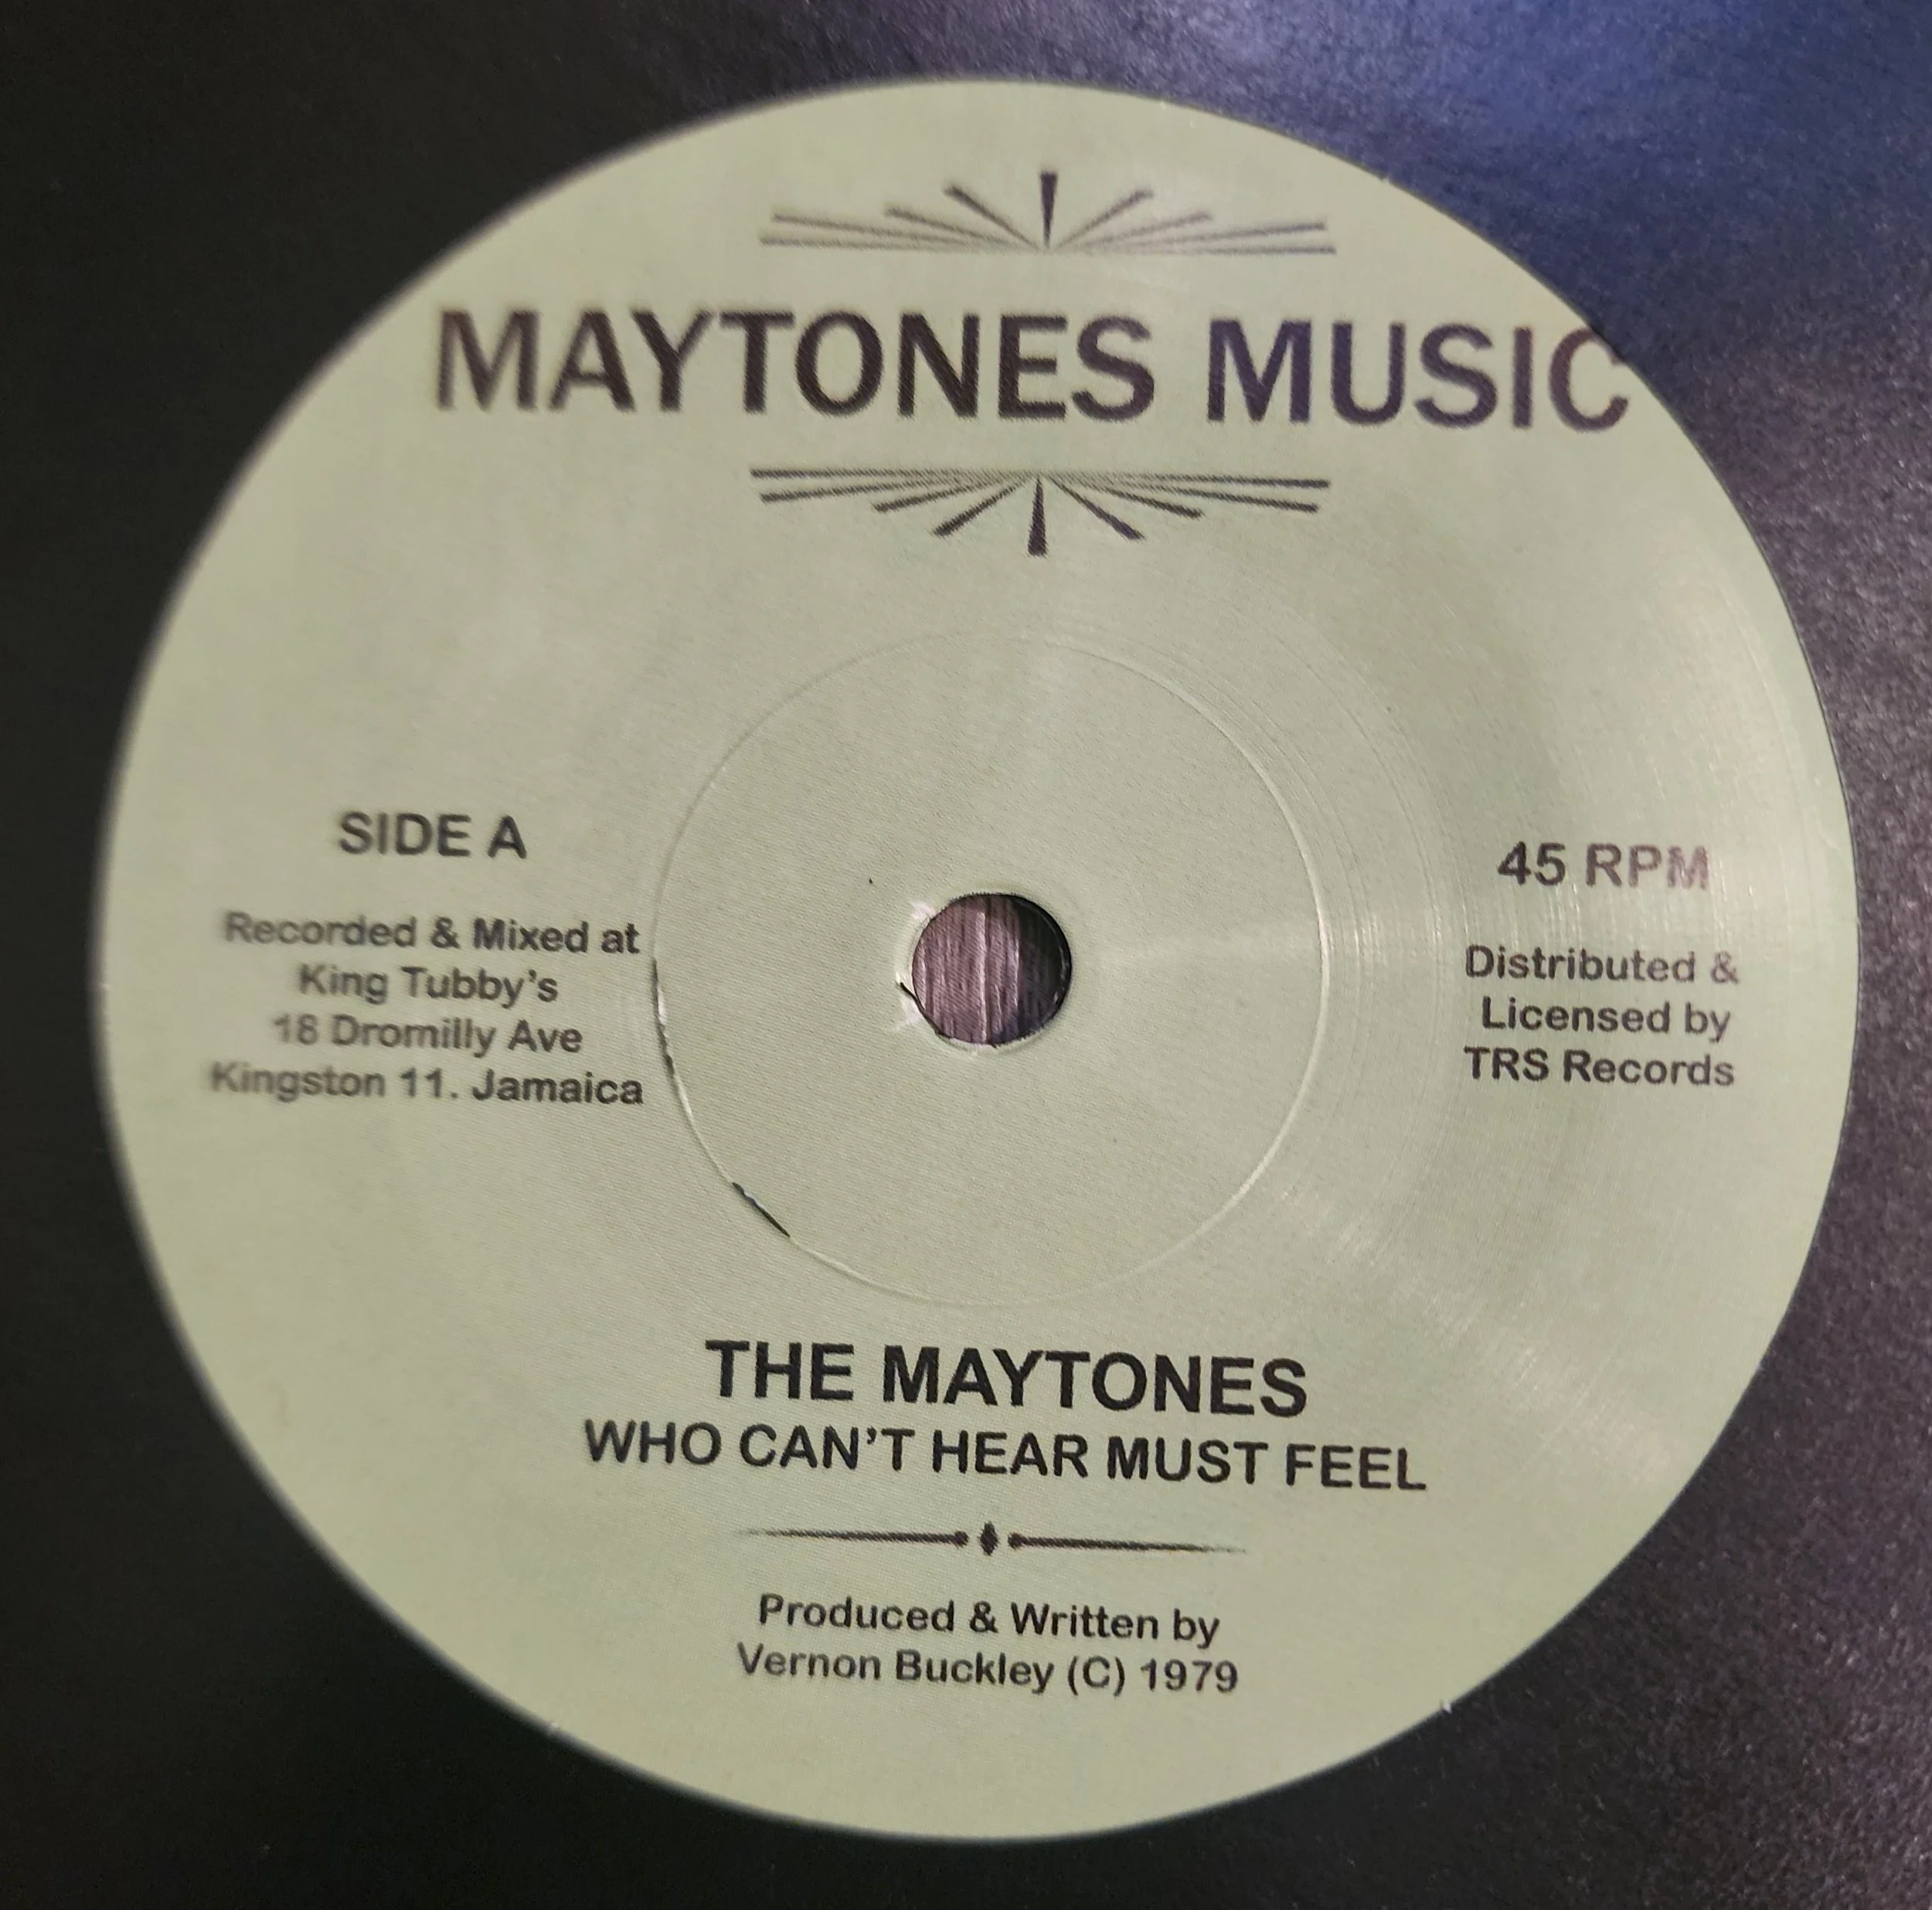 MAYTONES MUSIC
SIDE A
Recorded & Mixed at
King Tubby's
18 Dromilly Ave
Kingston 11. Jamaica
45 RPM
Distributed &
Licensed by
TRS Records
THE MAYTONES
WHO CAN'T HEAR MUST FEEL
Produced & Written by
Vernon Buckley (C) 1979